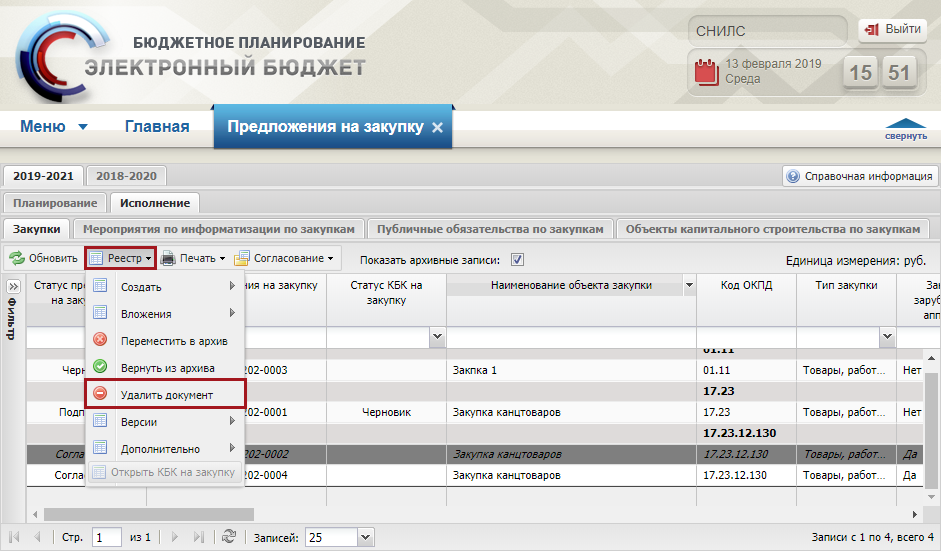 БЮДЖЕТНОЕ ПЛАНИРОВАНИЕ
ЭЛЕКТРОННЫЙ БЮДЖЕТ
СНИЛС
Выйти
13 февраля 2019
Среда
15 51
Меню Главная Предложения на закупку
свернуть
2019-2021 2018-2020
Справочная информация
Планирование Исполнение
Закупки Мероприятия по информатизации по закупкам Публичные обязательства по закупкам Объекты капитального строительства по закупкам
Обновить Реестр Печать Согласование Показать архивные записи: Единица измерения: руб.
Фильтр
Статус пре ния на закупку Статус КБК на Наименование объекта закупки Код ОКПД Тип закупки За
на заку закупку заруб
апп
Создать
Вложения
Переместить в архив
Вернуть из архива
Удалить документ
Версии
Дополнительно
Открыть КБК на закупку
01.11
Черн 202-0003 Закпка 1 01.11 Товары, работ... Нет
17.23
Подп 202-0001 Черновик Закупка канцтоваров 17.23 Товары, работ... Нет
17.23.12.130
Согла 202-0002 Закупка канцтоваров 17.23.12.130 Товары, работ... Да
Согла 202-0004 Закупка канцтоваров 17.23.12.130 Товары, работ... Да
Стр. 1 из 1 Записей: 25 Записи с 1 по 4, всего 4